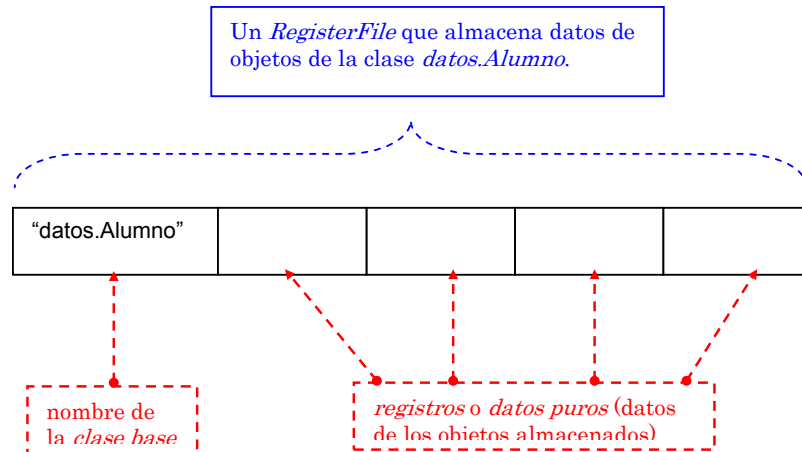 Un RegisterFile que almacena datos de
objetos de la clase datos.Alumno.
“datos.Alumno”
nombre de
la clase base
registros o datos puros (datos
de los objetos almacenados)